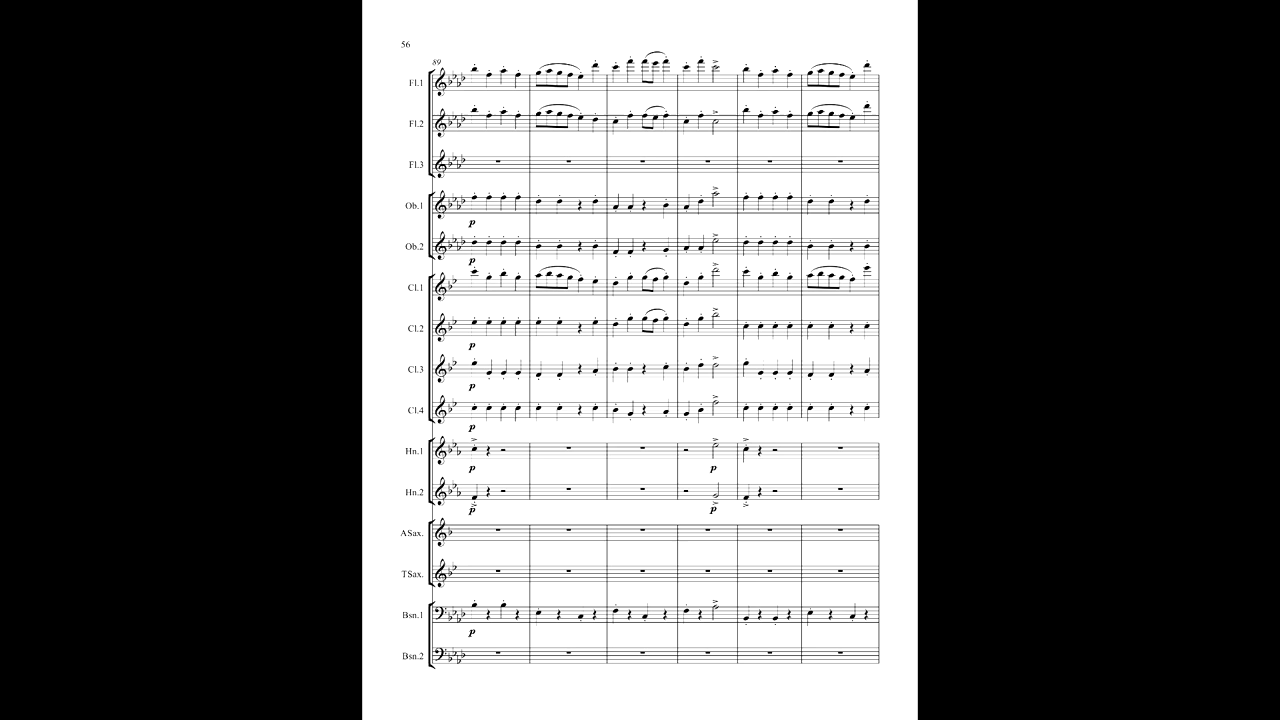 56
89
Fl.1
Fl.2
Fl.3
Ob.1
p
Ob.2
p
Cl.1
Cl.2
p
Cl.3
p
Cl.4
p
Hn.1
p p
Hn.2
p p
ASax.
TSax.
Bsn.1
p
Bsn.2